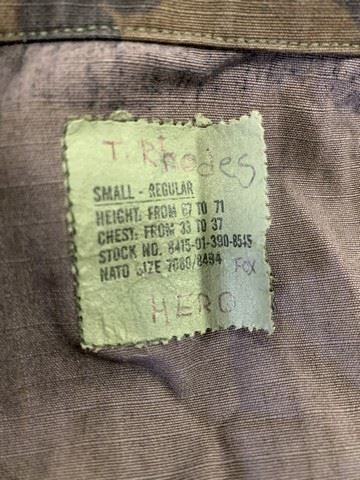 T. Rhodes
SMALL - REGULAR
HEIGHT: FROM 67 TO 71
CHEST: FROM 33 TO 37
STOCK NO. 8415-01-390-8545
NATO SIZE 7080/8494
FOX
HERO